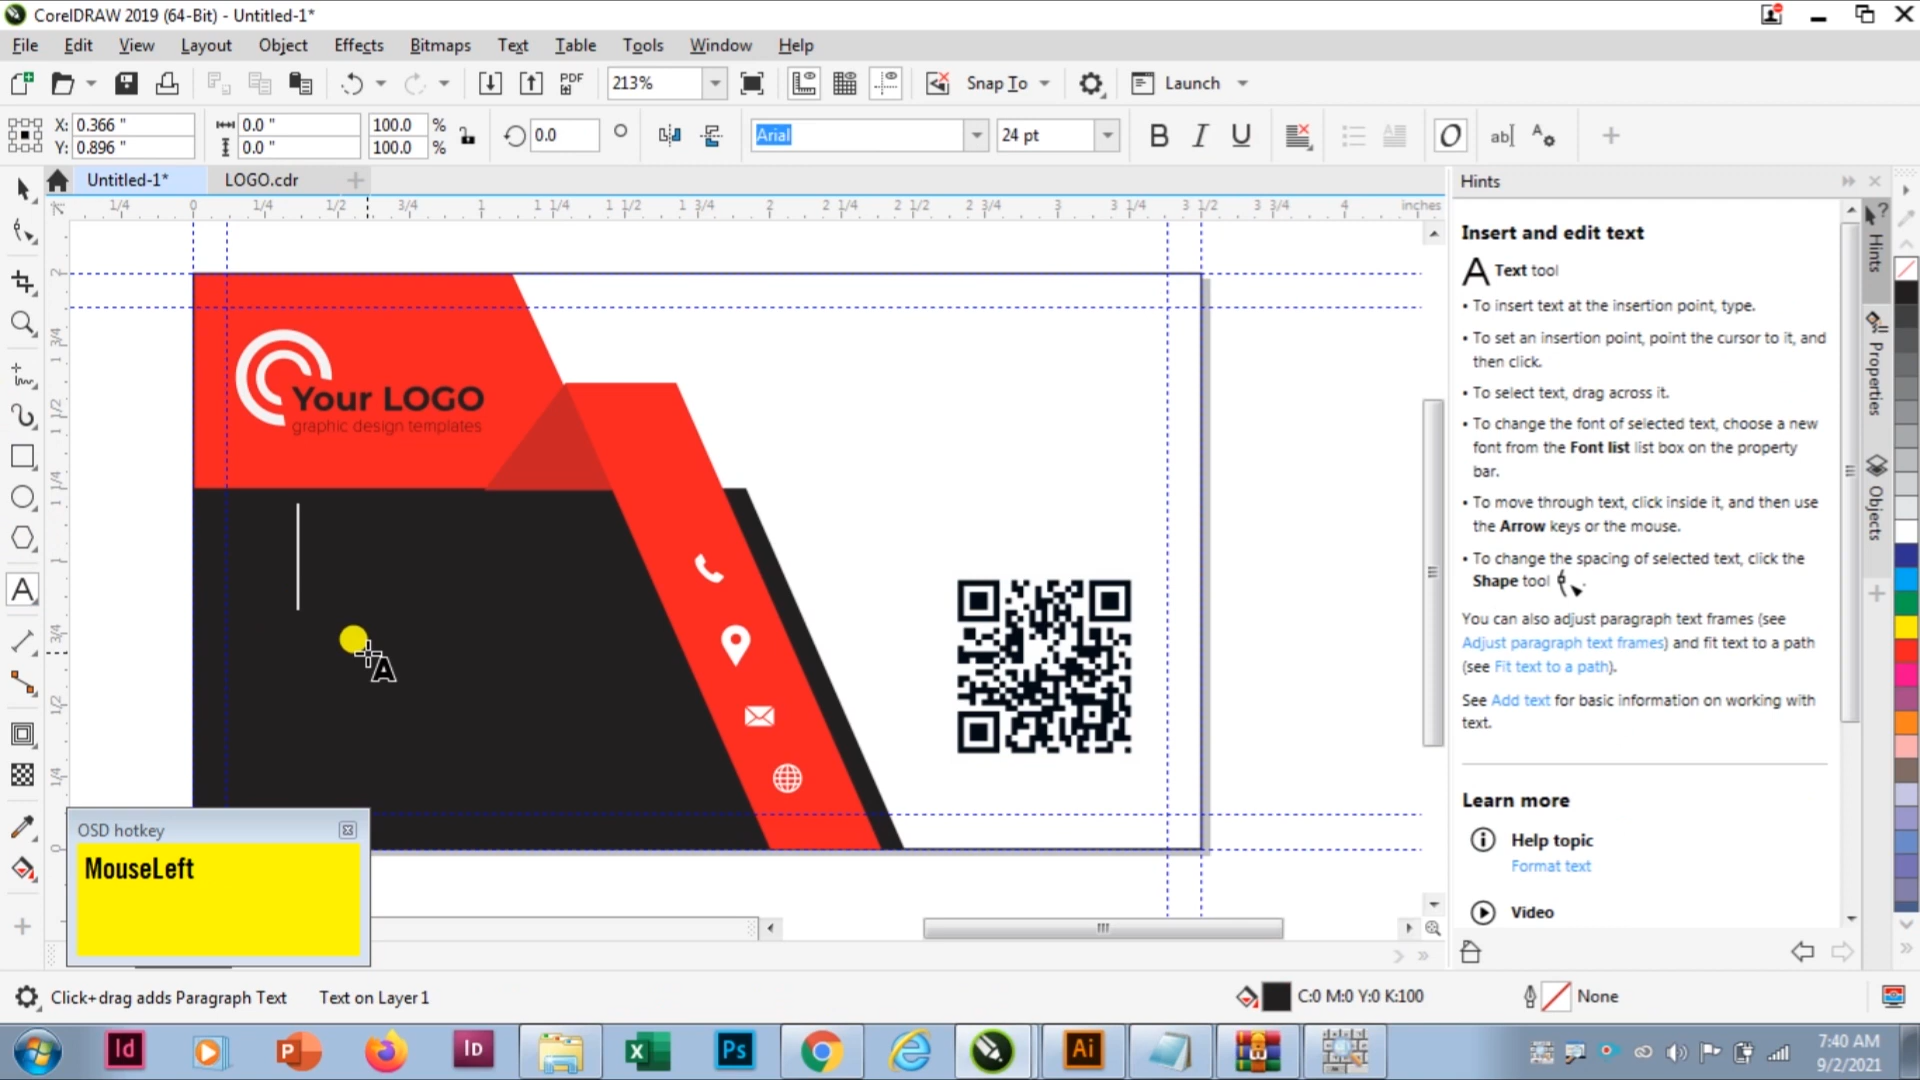 CorelDRAW 2019 (64-Bit) - Untitled-1*
File Edit View Layout Object Effects Bitmaps Text Table Tools Window Help
PDF 213% Snap To Launch
X: 0.366 " 0.0 " 100.0 %
Y: 0.896 " 0.0 " 100.0 %
0.0 Arial 24 pt B I U O ab
Untitled-1* LOGO.cdr
1/4 0 1/4 1/2 3/4 1 1 1/4 1 1/2 1 3/4 2 2 1/4 2 1/2 2 3/4 3 3 1/4 3 1/2 3 3/4 4 inches
Your LOGO
graphic design templates
A
OSD hotkey
MouseLeft
Hints
Insert and edit text
A Text tool
• To insert text at the insertion point, type.
• To set an insertion point, point the cursor to it, and
then click.
• To select text, drag across it.
• To change the font of selected text, choose a new
font from the Font list list box on the property
bar.
• To move through text, click inside it, and then use
the Arrow keys or the mouse.
• To change the spacing of selected text, click the
Shape tool .
You can also adjust paragraph text frames (see
Adjust paragraph text frames) and fit text to a path
(see Fit text to a path).
See Add text for basic information on working with
text.
Learn more
Help topic
Format text
Video
Hints
Properties
Objects
Click+drag adds Paragraph Text Text on Layer 1
C:0 M:0 Y:0 K:100 None
Id P ID X Ps Ai
7:40 AM
9/2/2021